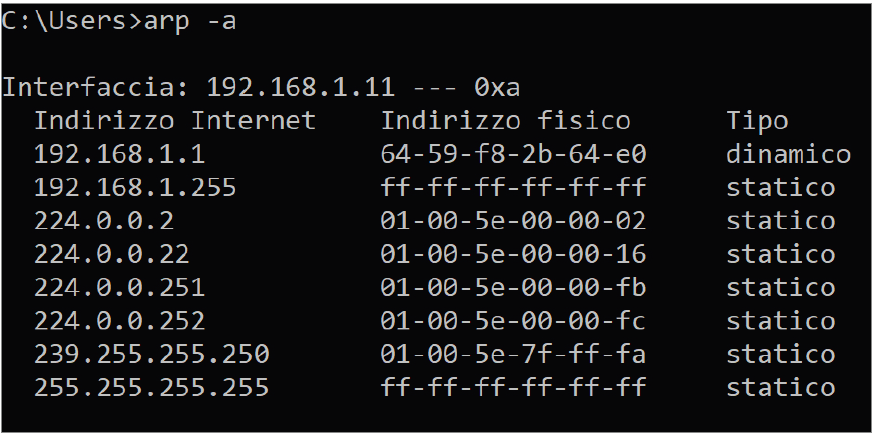 C:\Users>arp -a
Interfaccia: 192.168.1.11 --- 0xa
Indirizzo Internet Indirizzo fisico Tipo
192.168.1.1 64-59-f8-2b-64-e0 dinamico
192.168.1.255 ff-ff-ff-ff-ff-ff statico
224.0.0.2 01-00-5e-00-00-02 statico
224.0.0.22 01-00-5e-00-00-16 statico
224.0.0.251 01-00-5e-00-00-fb statico
224.0.0.252 01-00-5e-00-00-fc statico
239.255.255.250 01-00-5e-7f-ff-fa statico
255.255.255.255 ff-ff-ff-ff-ff-ff statico